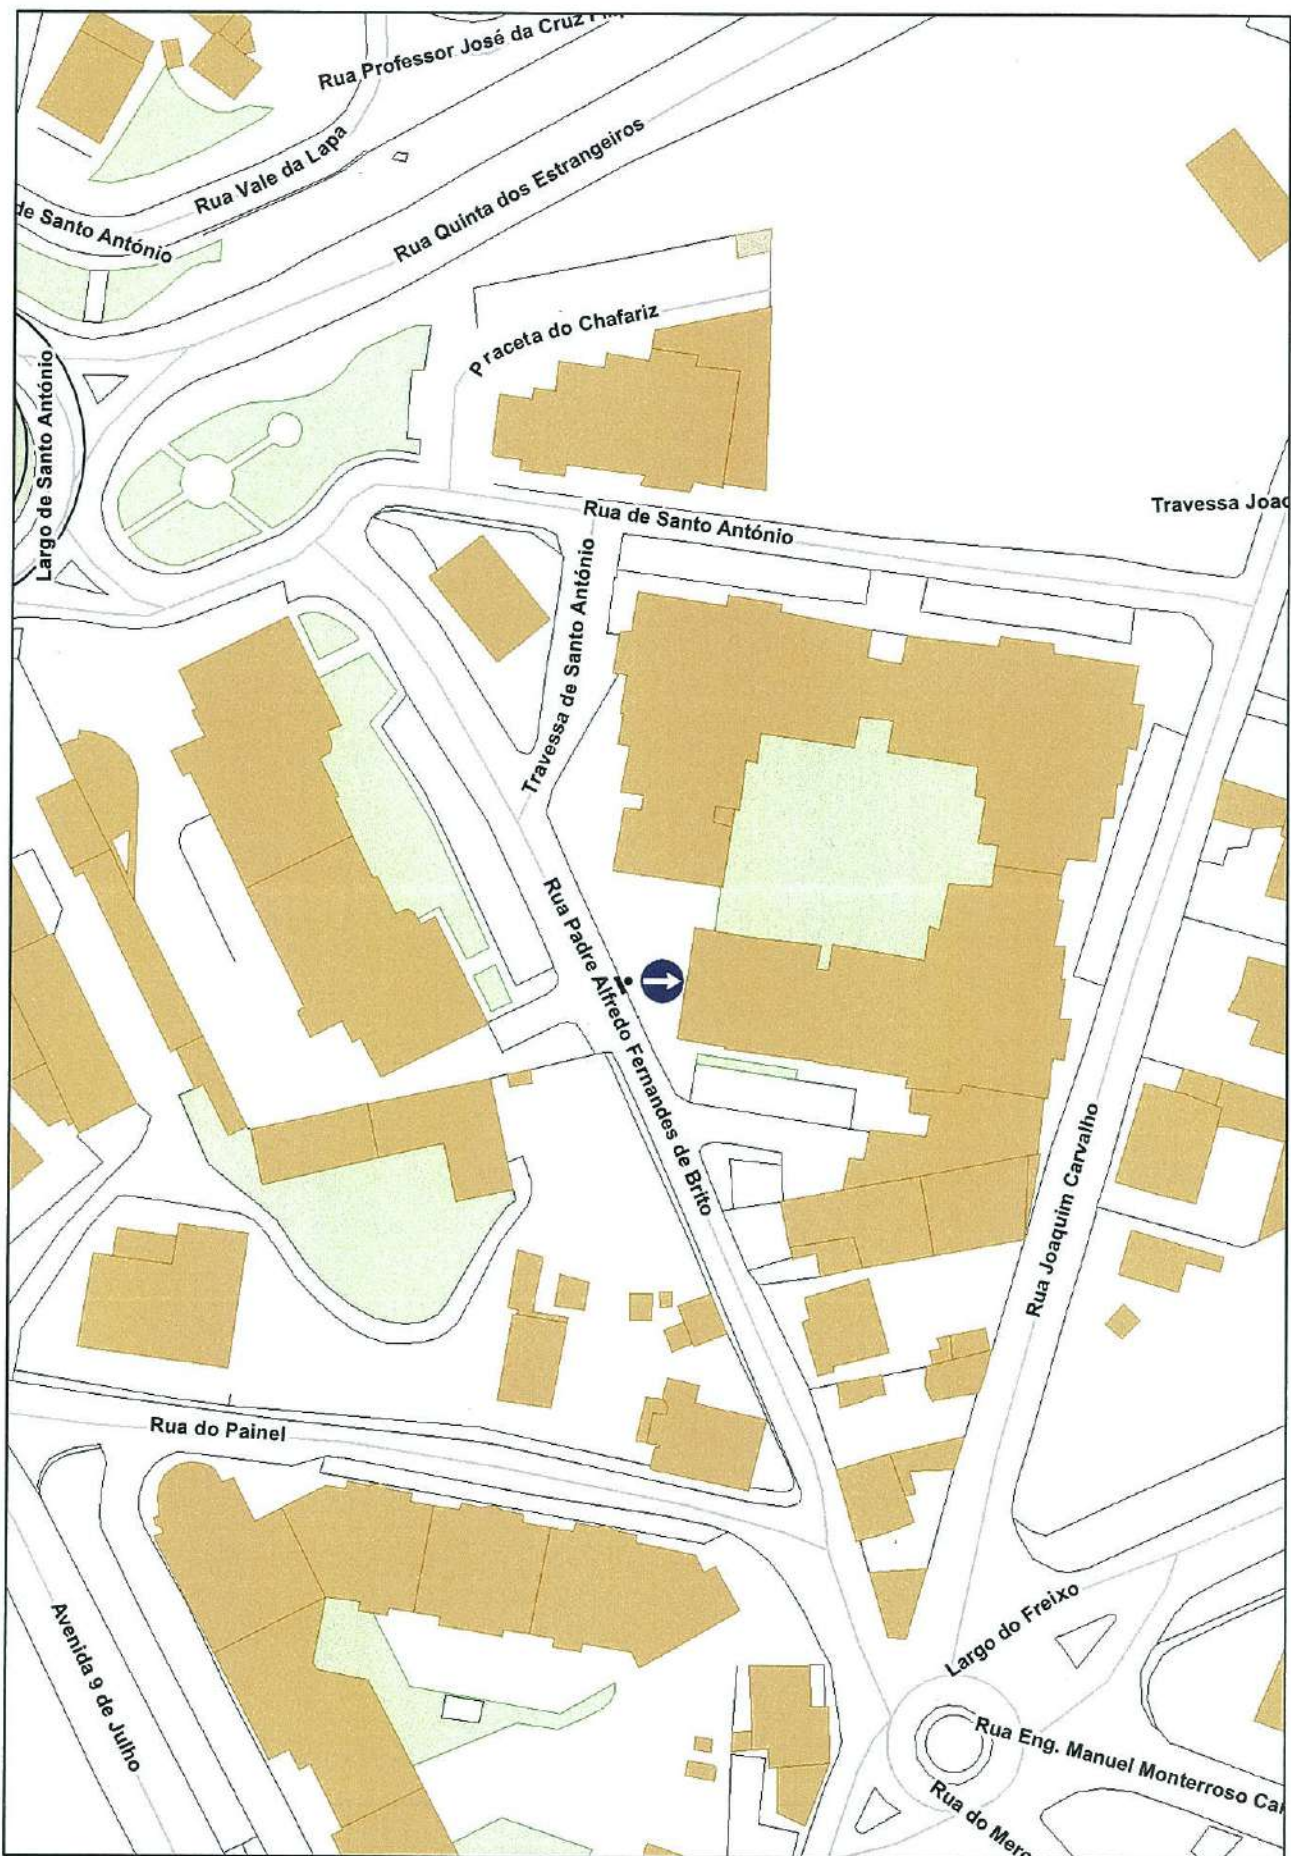 Rua Professor José da Cruz
Rua Vale da Lapa
de Santo António
Rua Quinta dos Estrangeiros
Praceta do Chafariz
Largo de Santo António
Rua de Santo António
Travessa Joaq
Travessa de Santo António
Rua Padre Alfredo Fernandes de Brito
Rua Joaquim Carvalho
Rua do Painel
Avenida 9 de Julho
Largo do Freixo
Rua Eng. Manuel Monterroso Ca
Rua do Merc